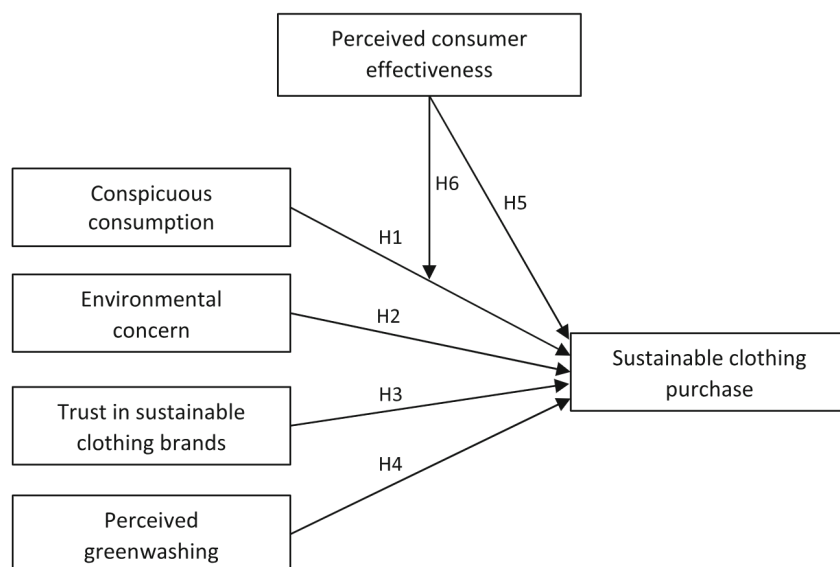 Perceived consumer
effectiveness
Conspicuous
consumption
H6
H5
H1
Environmental
concern
H2
Sustainable clothing
purchase
Trust in sustainable
clothing brands
H3
H4
Perceived
greenwashing